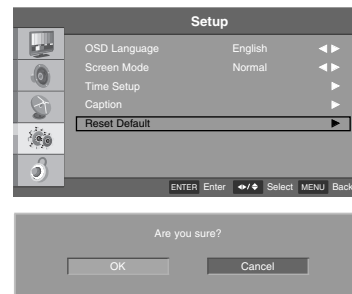 Setup
OSD Language English
Screen Mode Normal
Time Setup
Caption
Reset Default
ENTER Enter / Select MENU Back
Are you sure?
OK Cancel